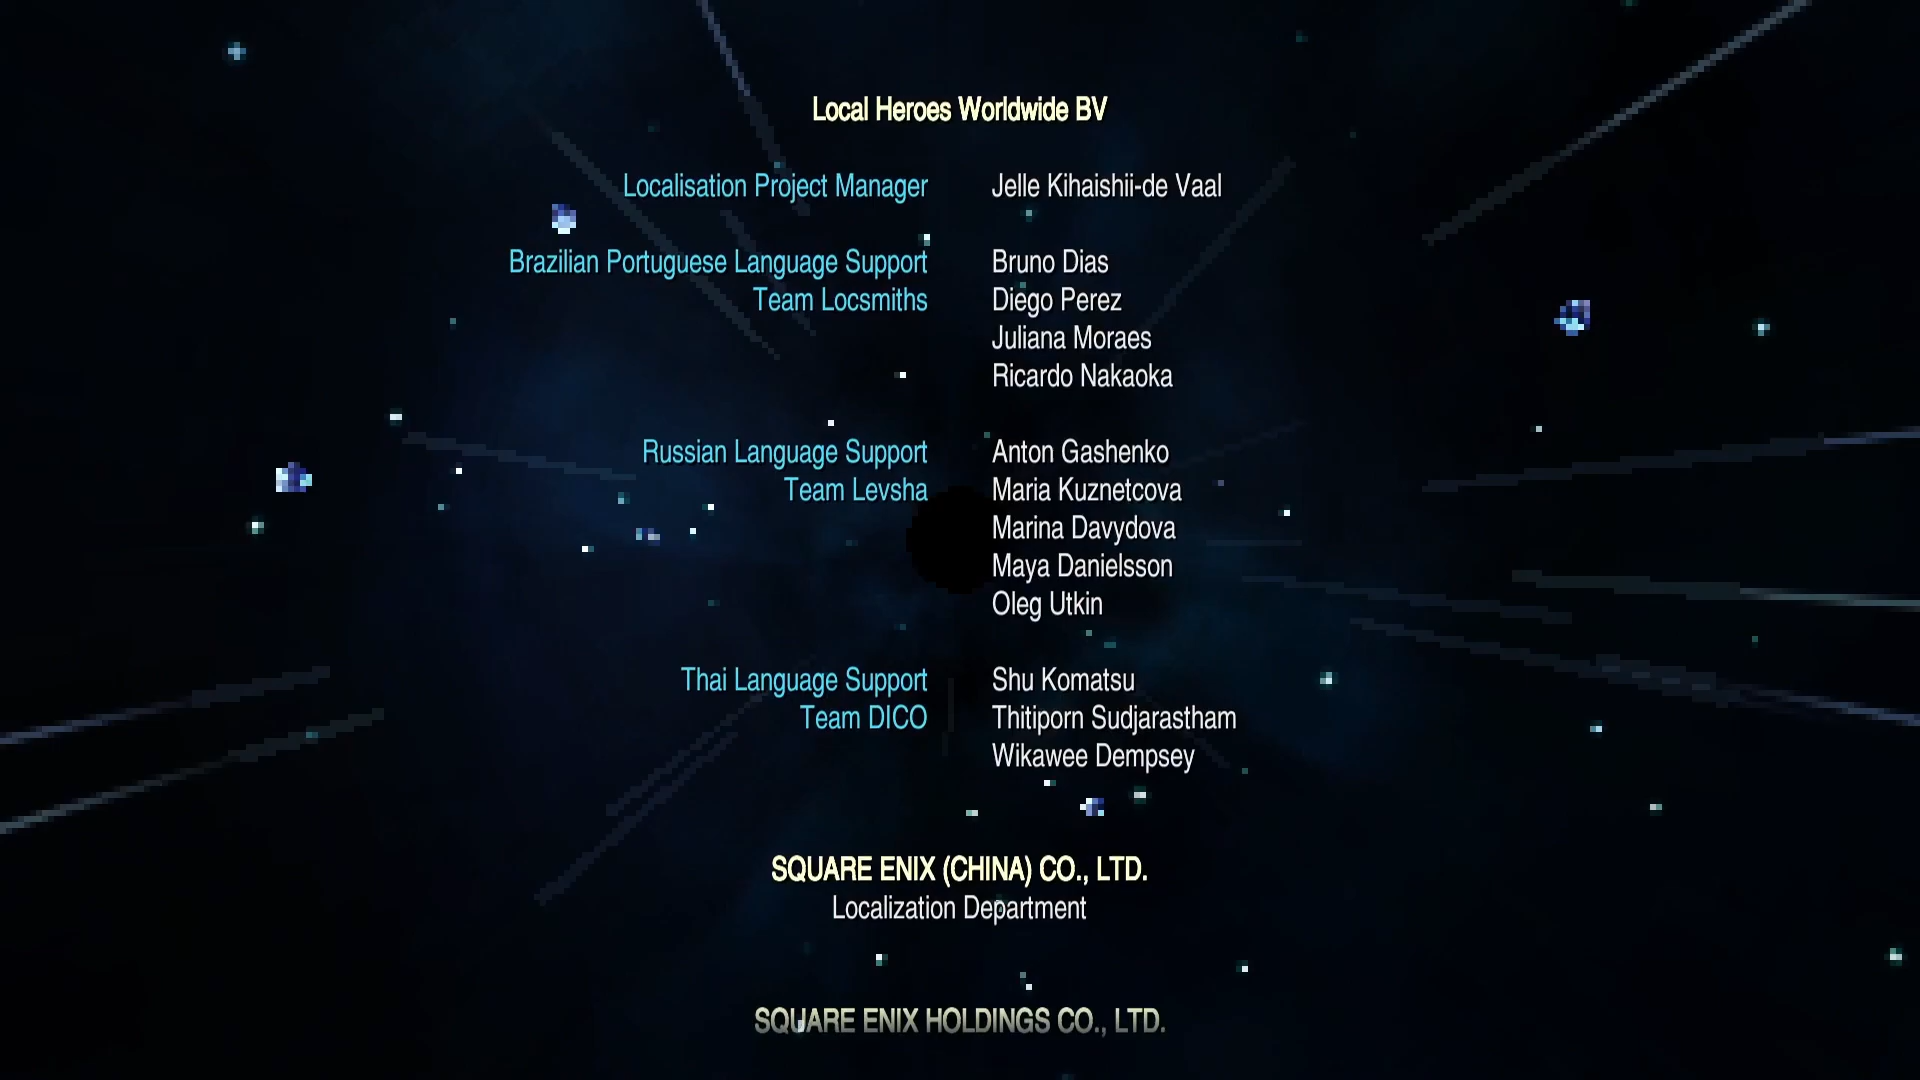 Local Heroes Worldwide BV
Localisation Project Manager Jelle Kihaishii-de Vaal
Brazilian Portuguese Language Support Bruno Dias
Team Locsmiths Diego Perez
Juliana Moraes
Ricardo Nakaoka
Russian Language Support Anton Gashenko
Team Levsha Maria Kuznetcova
Marina Davydova
Maya Danielsson
Oleg Utkin
Thai Language Support Shu Komatsu
Team DICO Thitiporn Sudjarastham
Wikawee Dempsey
SQUARE ENIX (CHINA) CO., LTD.
Localization Department
SQUARE ENIX HOLDINGS CO., LTD.